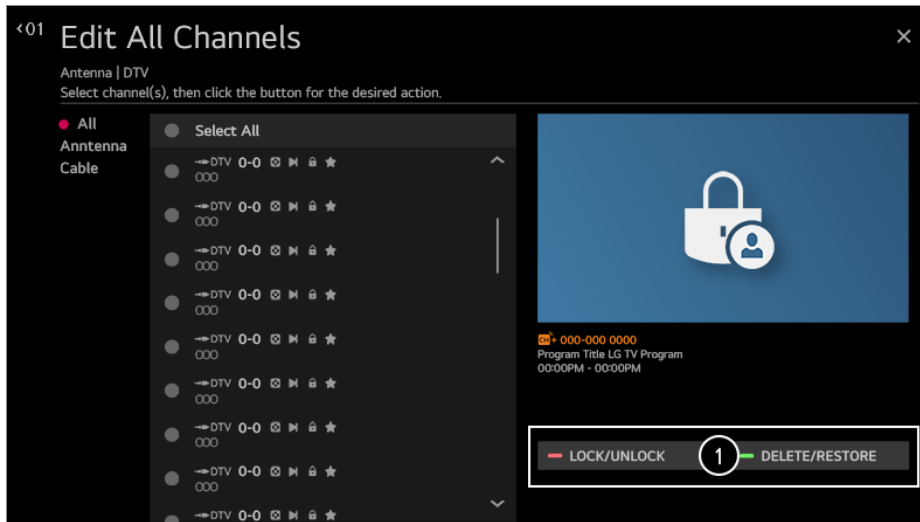 ‹01
Edit All Channels
Antenna | DTV
Select channel(s), then click the button for the desired action.
All
Anntenna
Cable
Select All
DTV 0-0
000
DTV 0-0
000
DTV 0-0
000
DTV 0-0
000
DTV 0-0
000
DTV 0-0
000
DTV 0-0
000
DTV 0-0
000
DTV 0-0
CH+ 000-000 0000
Program Title LG TV Program
00:00PM - 00:00PM
LOCK/UNLOCK 1 DELETE/RESTORE